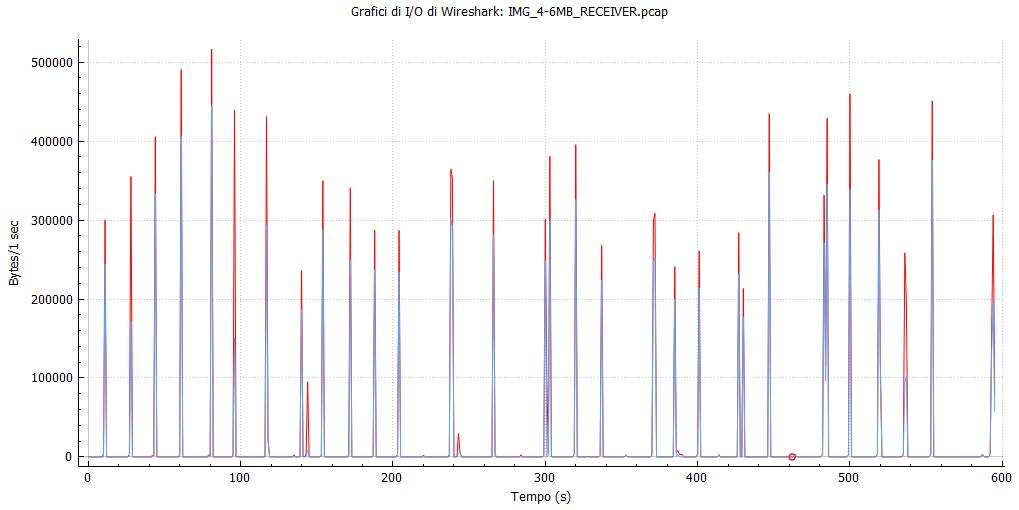 Grafici di I/O di Wireshark: IMG_4-6MB_RECEIVER.pcap
500000
400000
300000
200000
100000
0
Bytes/1 sec
0 100 200 300 400 500 600
Tempo (s)